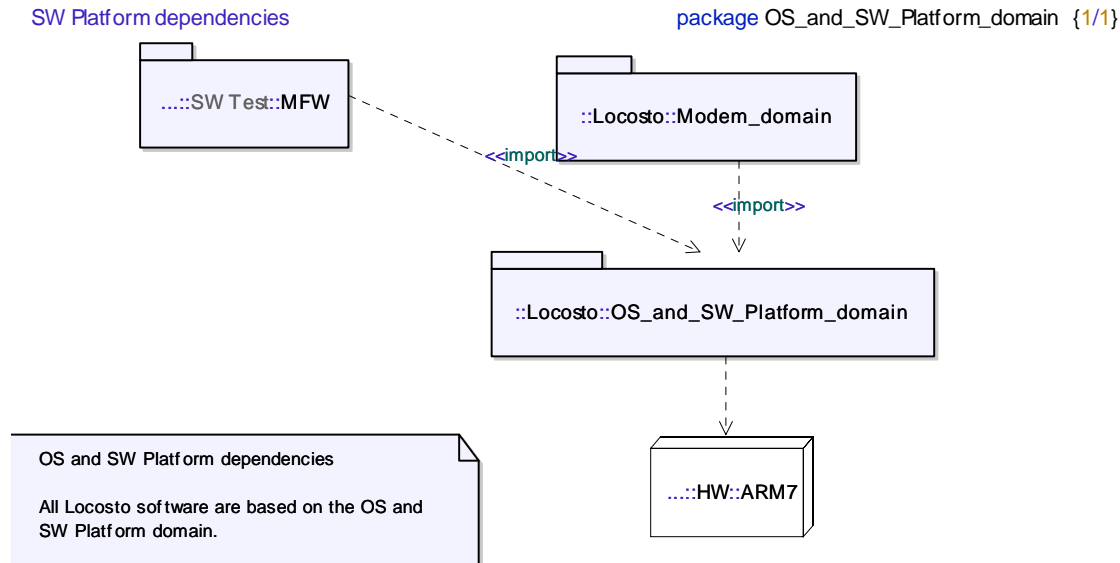 SW Platform dependencies
package OS_and_SW_Platform_domain {1/1}
...::SW Test::MFW
::Locosto::Modem_domain
<<import>>
<<import>>
::Locosto::OS_and_SW_Platform_domain
OS and SW Platform dependencies
All Locosto software are based on the OS and
SW Platform domain.
...::HW::ARM7